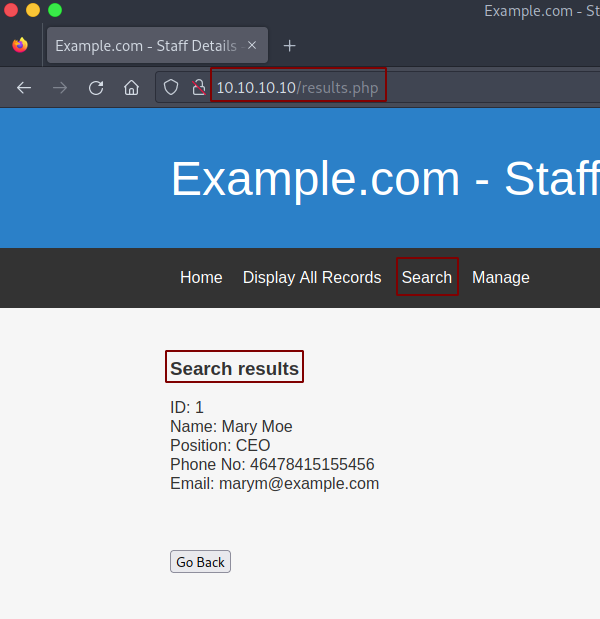 Example.com - St
Example.com - Staff Details -
10.10.10.10/results.php
Example.com - Staff
Home Display All Records Search Manage
Search results
ID: 1
Name: Mary Moe
Position: CEO
Phone No: 46478415155456
Email: marym@example.com
Go Back